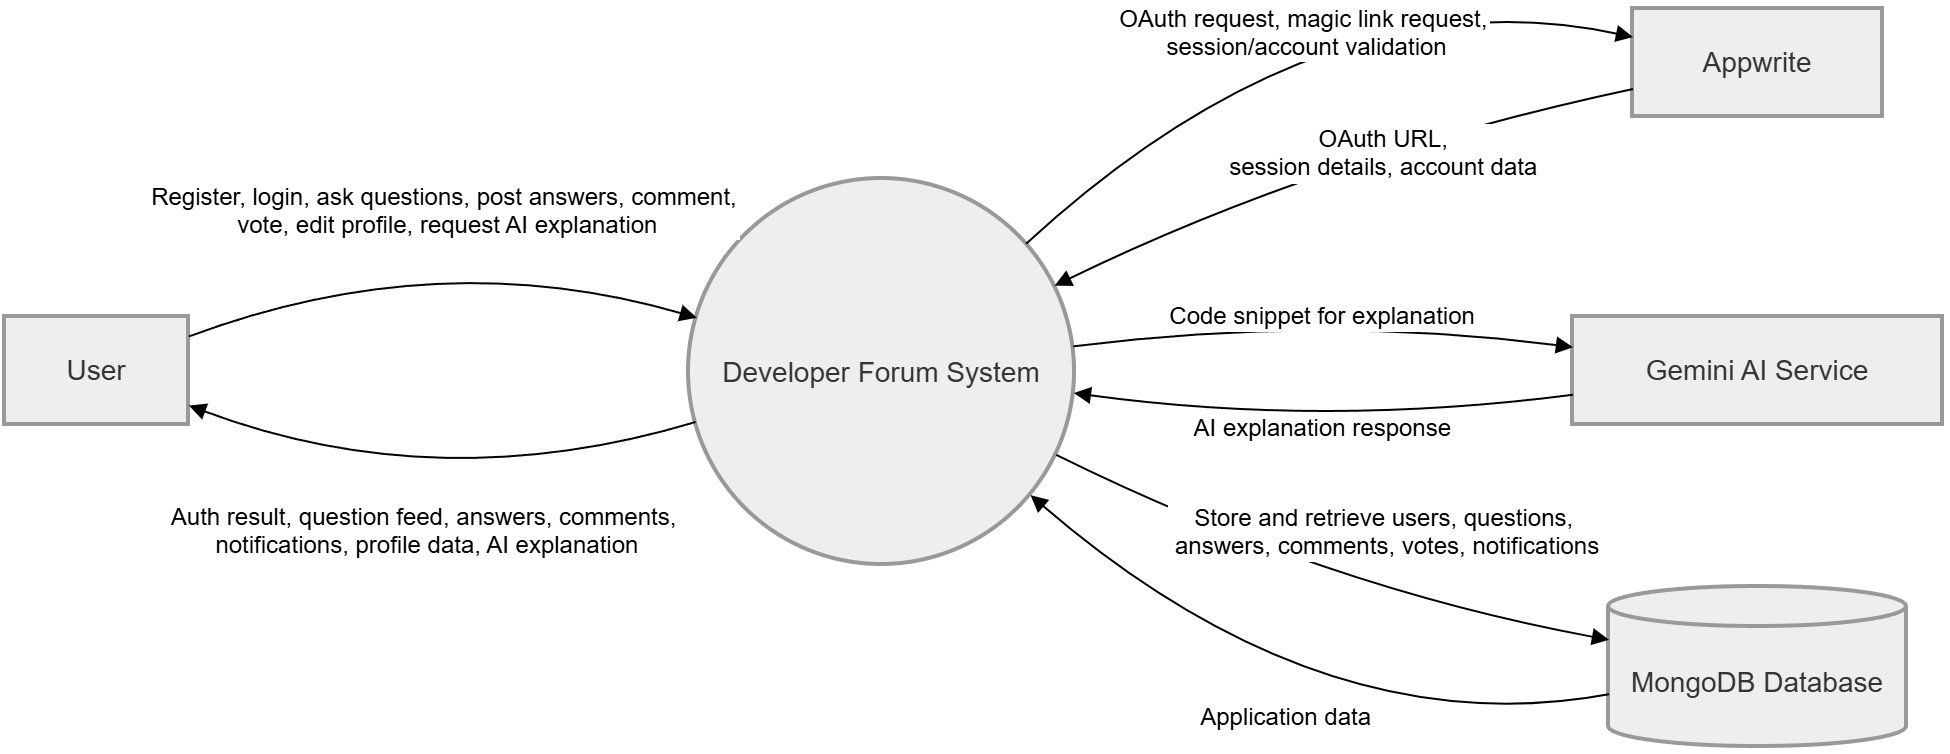 OAuth request, magic link request,
session/account validation
Appwrite
OAuth URL,
session details, account data
Register, login, ask questions, post answers, comment,
vote, edit profile, request AI explanation
Code snippet for explanation
User
Developer Forum System
Gemini AI Service
AI explanation response
Auth result, question feed, answers, comments,
notifications, profile data, AI explanation
Store and retrieve users, questions,
answers, comments, votes, notifications
MongoDB Database
Application data